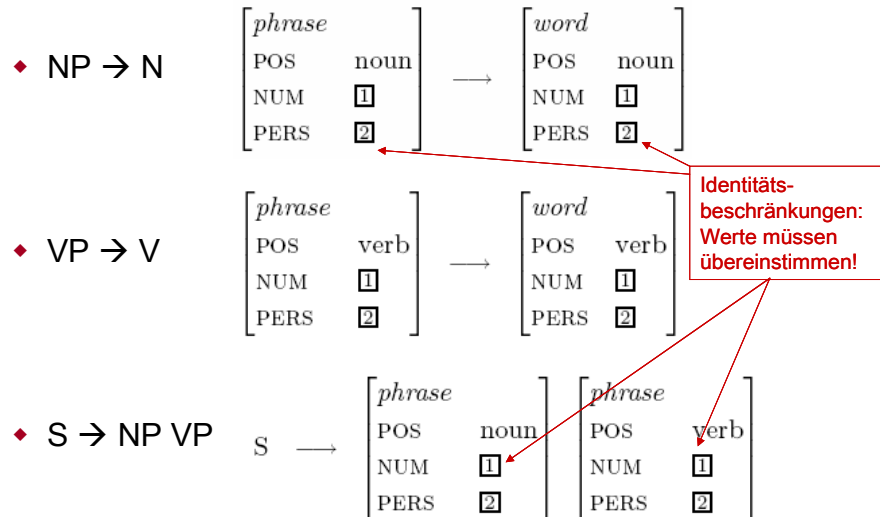 NP → N
phrase
POS noun
NUM 1
PERS 2
→
word
POS noun
NUM 1
PERS 2
Identitäts-
beschränkungen:
Werte müssen
übereinstimmen!
VP → V
phrase
POS verb
NUM 1
PERS 2
→
word
POS verb
NUM 1
PERS 2
S → NP VP
S →
phrase
POS noun
NUM 1
PERS 2
phrase
POS verb
NUM 1
PERS 2